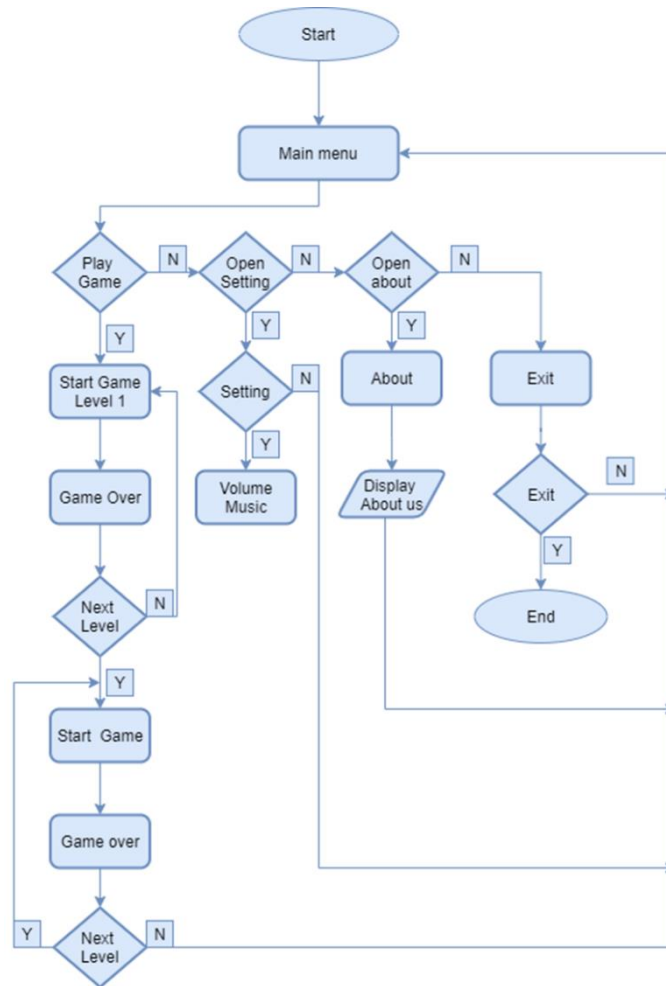 Start
Main menu
Play
Game
N
Open
Setting
N
Open
about
N
Y
Y
Y
Start Game
Level 1
Setting
N
About
Exit
Y
Game Over
Volume
Music
Display
About us
Exit
N
Y
Next
Level
N
End
Y
Start Game
Game over
Y
Next
Level
N